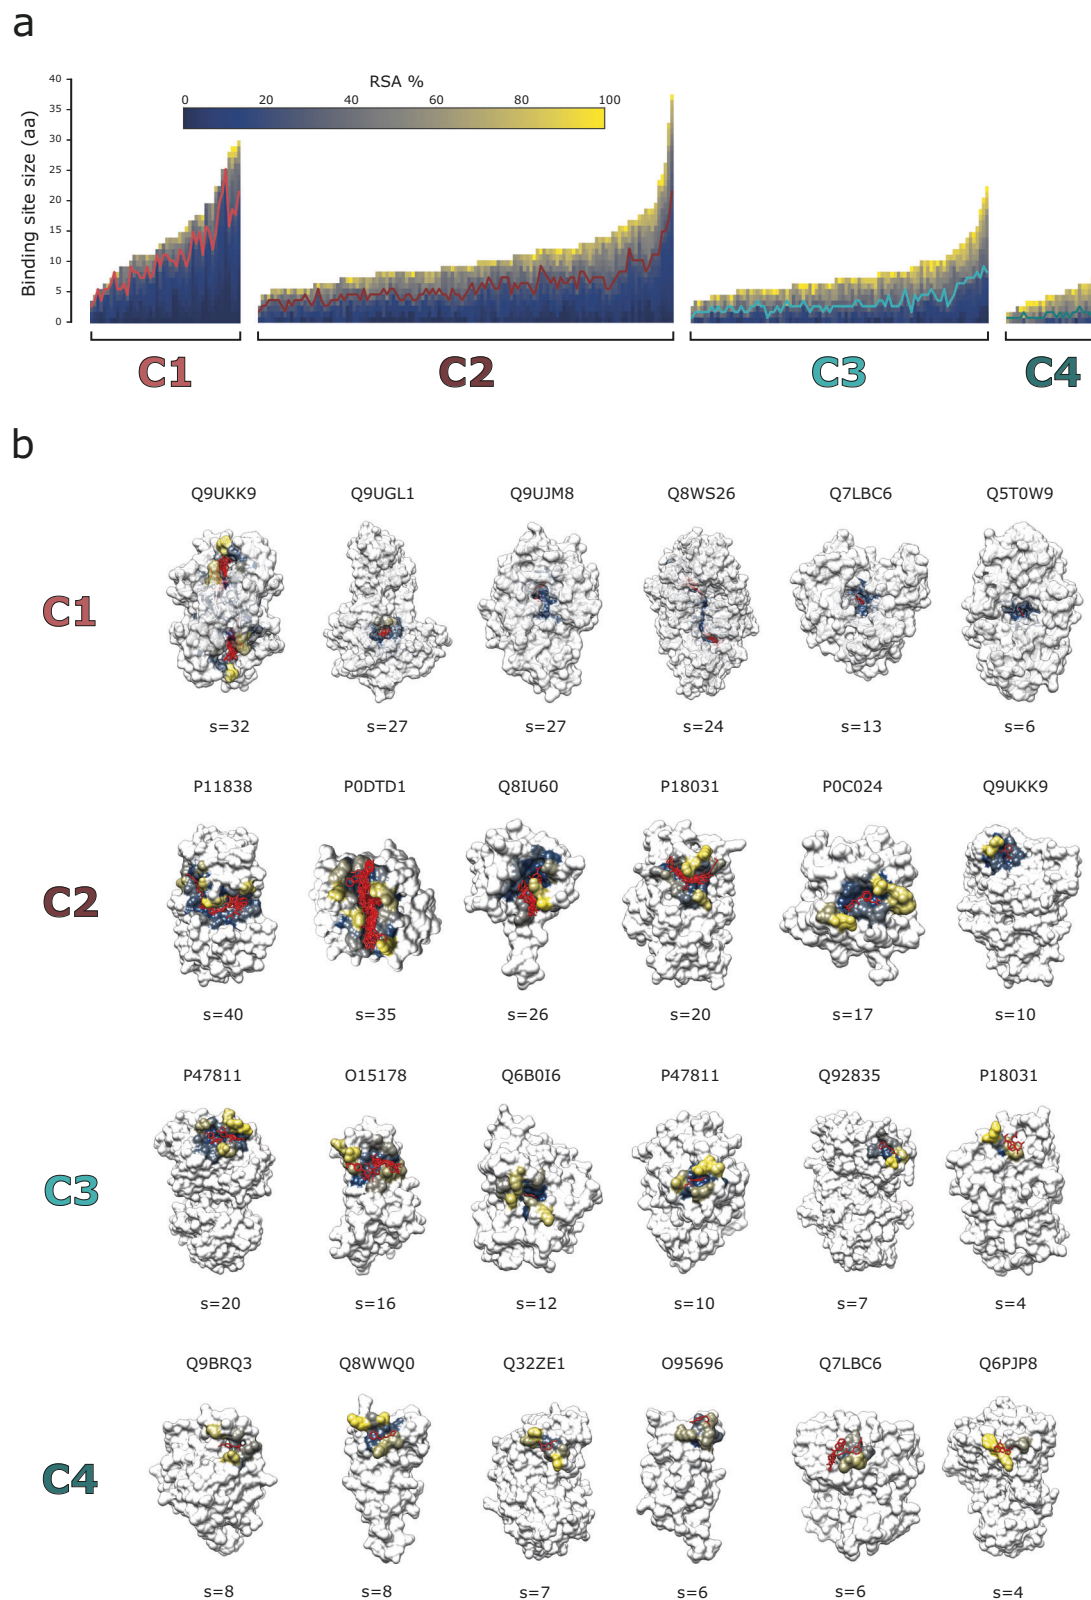 a
RSA %
0 20 40 60 80 100
Binding site size (aa)
40
35
30
25
20
15
10
5
0
C1 C2 C3 C4
b
Q9UKK9 Q9UGL1 Q9UJM8 Q8WS26 Q7LBC6 Q5T0W9
C1
s=32 s=27 s=27 s=24 s=13 s=6
P11838 P0DTD1 Q8IU60 P18031 P0C024 Q9UKK9
C2
s=40 s=35 s=26 s=20 s=17 s=10
P47811 O15178 Q6B0I6 P47811 Q92835 P18031
C3
s=20 s=16 s=12 s=10 s=7 s=4
Q9BRQ3 Q8WWQ0 Q32ZE1 O95696 Q7LBC6 Q6PJP8
C4
s=8 s=8 s=7 s=6 s=6 s=4